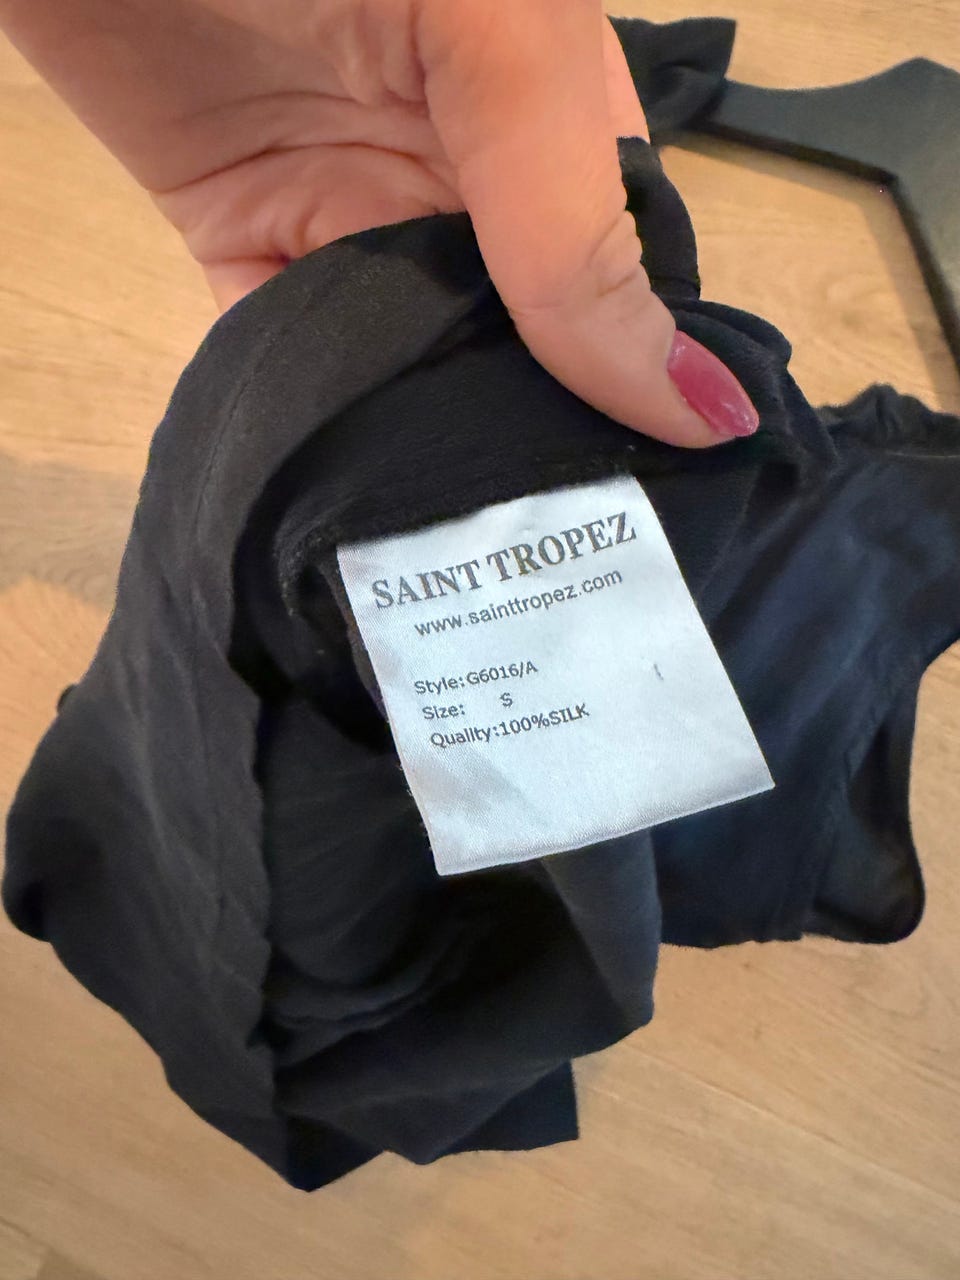 SAINT TROPEZ
www.sainttropez.com
Style:G6016/A
Size: S
Quality:100%SILK